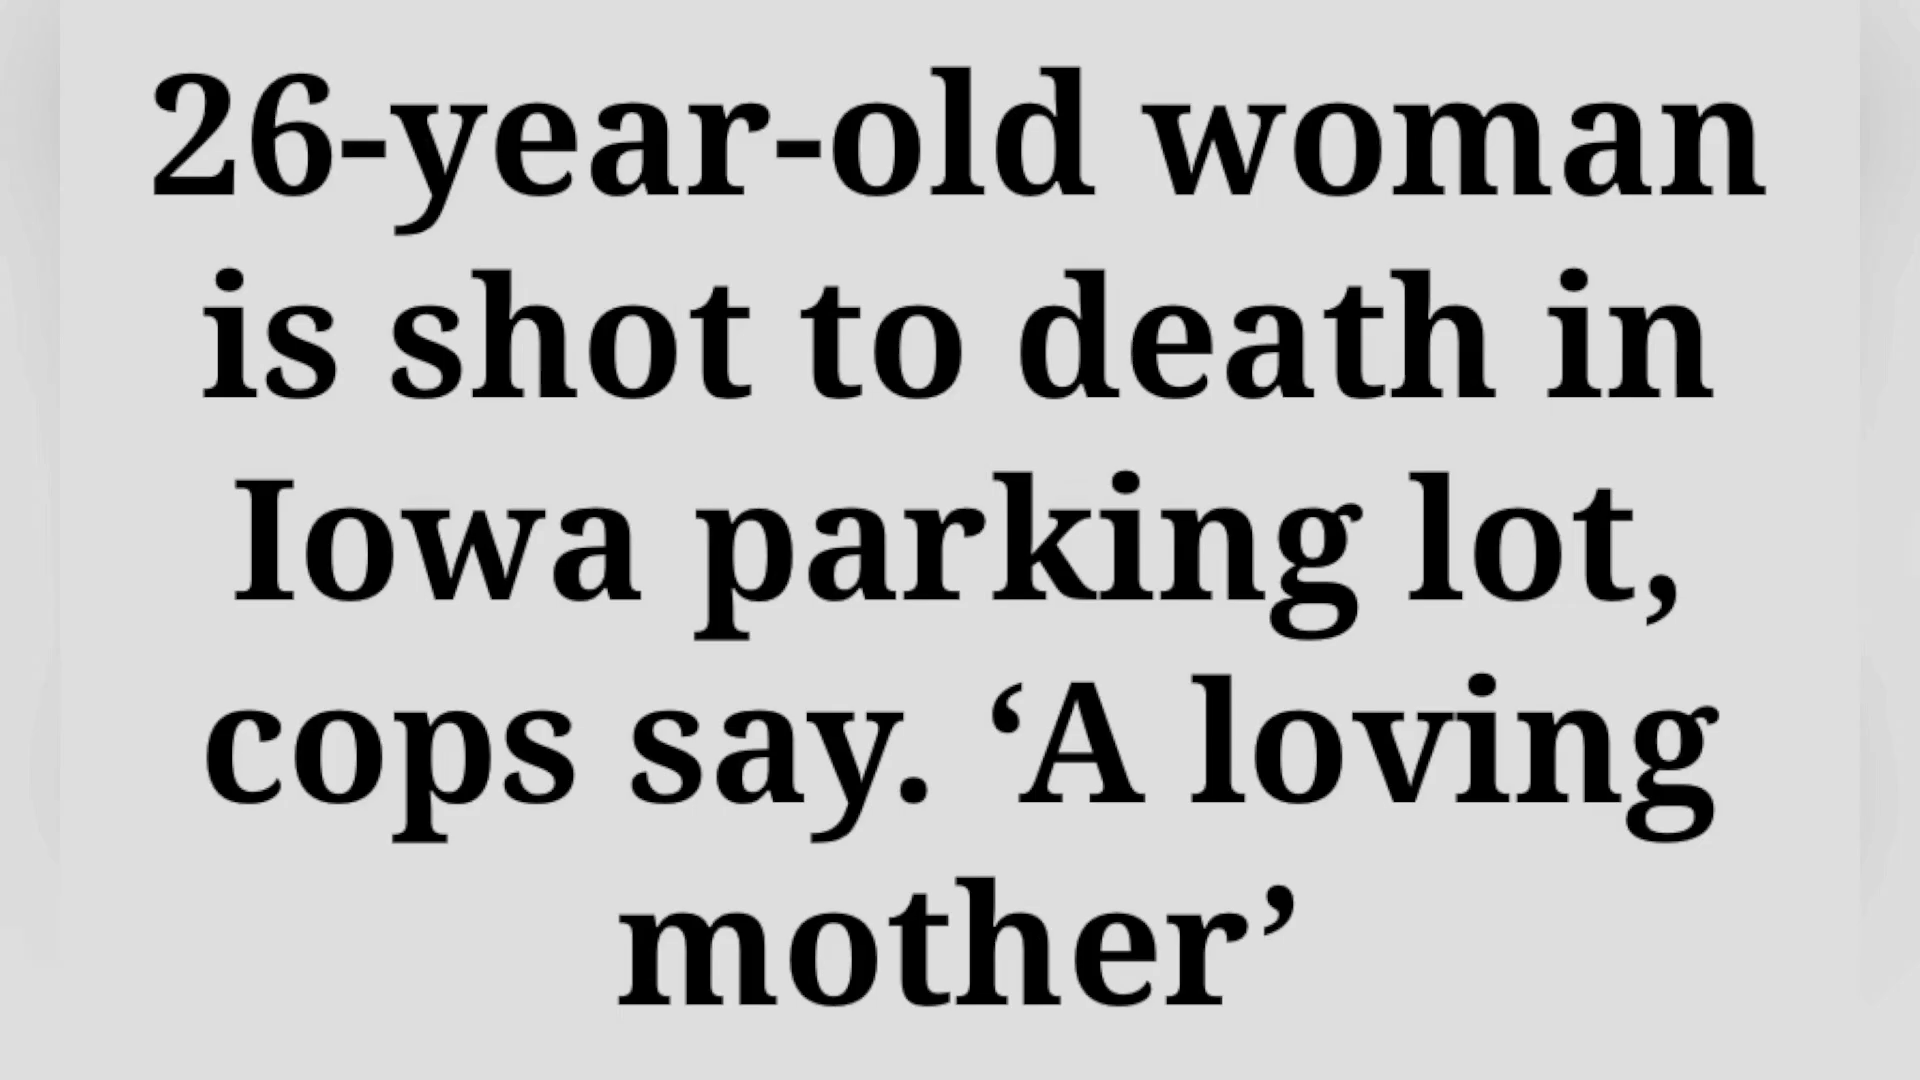 26-year-old woman
is shot to death in
Iowa parking lot,
cops say. ‘A loving
mother’